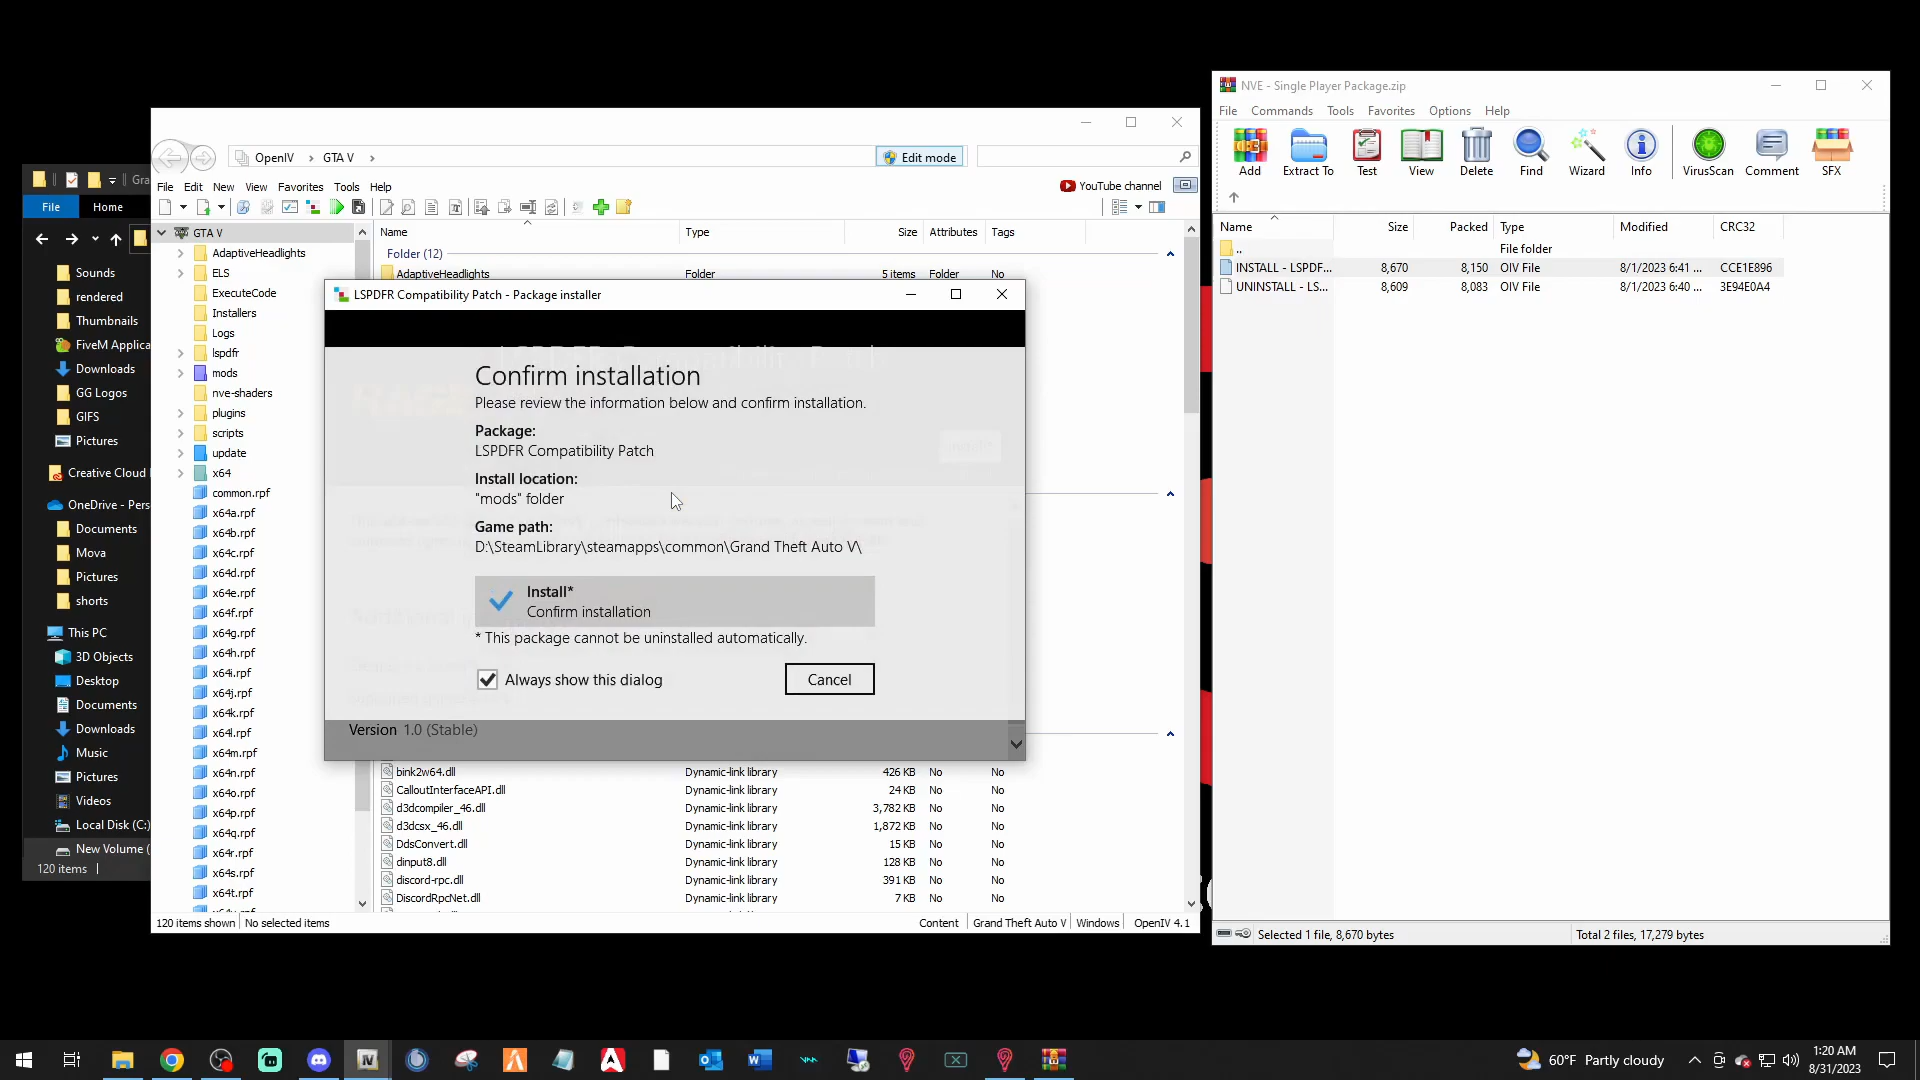 Gra
File
Home
Sounds
rendered
Thumbnails
FiveM Applica
Downloads
GG Logos
GIFS
Pictures
Creative Cloud
OneDrive - Pers
Documents
Mova
Pictures
shorts
This PC
3D Objects
Desktop
Documents
Downloads
Music
Pictures
Videos
Local Disk (C:)
New Volume (
120 items
OpenIV
GTA V
Edit mode
File Edit New View Favorites Tools Help
YouTube channel
GTA V
AdaptiveHeadlights
ELS
ExecuteCode
Installers
Logs
lspdfr
mods
nve-shaders
plugins
scripts
update
x64
common.rpf
x64a.rpf
x64b.rpf
x64c.rpf
x64d.rpf
x64e.rpf
x64f.rpf
x64g.rpf
x64h.rpf
x64i.rpf
x64j.rpf
x64k.rpf
x64l.rpf
x64m.rpf
x64n.rpf
x64o.rpf
x64p.rpf
x64q.rpf
x64r.rpf
x64s.rpf
x64t.rpf
Name Type Size Attributes Tags
Folder (12)
AdaptiveHeadlights Folder 5 items Folder No
LSPDFR Compatibility Patch - Package installer
Confirm installation
Please review the information below and confirm installation.
Package:
LSPDFR Compatibility Patch
Install location:
"mods" folder
Game path:
D:\SteamLibrary\steamapps\common\Grand Theft Auto V\
Install*
Confirm installation
* This package cannot be uninstalled automatically.
Always show this dialog
Cancel
Version 1.0 (Stable)
bink2w64.dll Dynamic-link library 426 KB No No
CalloutInterfaceAPI.dll Dynamic-link library 24 KB No No
d3dcompiler_46.dll Dynamic-link library 3,782 KB No No
d3dcsx_46.dll Dynamic-link library 1,872 KB No No
DdsConvert.dll Dynamic-link library 15 KB No No
dinput8.dll Dynamic-link library 128 KB No No
discord-rpc.dll Dynamic-link library 391 KB No No
DiscordRpcNet.dll Dynamic-link library 7 KB No No
120 items shown No selected items
Content Grand Theft Auto V Windows OpenIV 4.1
NVE - Single Player Package.zip
File Commands Tools Favorites Options Help
Add Extract To Test View Delete Find Wizard Info VirusScan Comment SFX
Name Size Packed Type Modified CRC32
.. File folder
INSTALL - LSPDF... 8,670 8,150 OIV File 8/1/2023 6:41 ... CCE1E896
UNINSTALL - LS... 8,609 8,083 OIV File 8/1/2023 6:40 ... 3E94E0A4
Selected 1 file, 8,670 bytes
Total 2 files, 17,279 bytes
60°F Partly cloudy
1:20 AM
8/31/2023